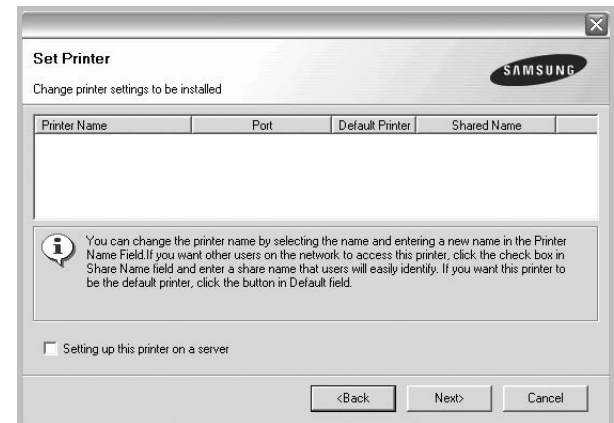 Set Printer
SAMSUNG
Change printer settings to be installed
Printer Name Port Default Printer Shared Name
You can change the printer name by selecting the name and entering a new name in the Printer
Name Field.If you want other users on the network to access this printer, click the check box in
Share Name field and enter a share name that users will easily identify. If you want this printer to
be the default printer, click the button in Default field.
Setting up this printer on a server
<Back Next> Cancel